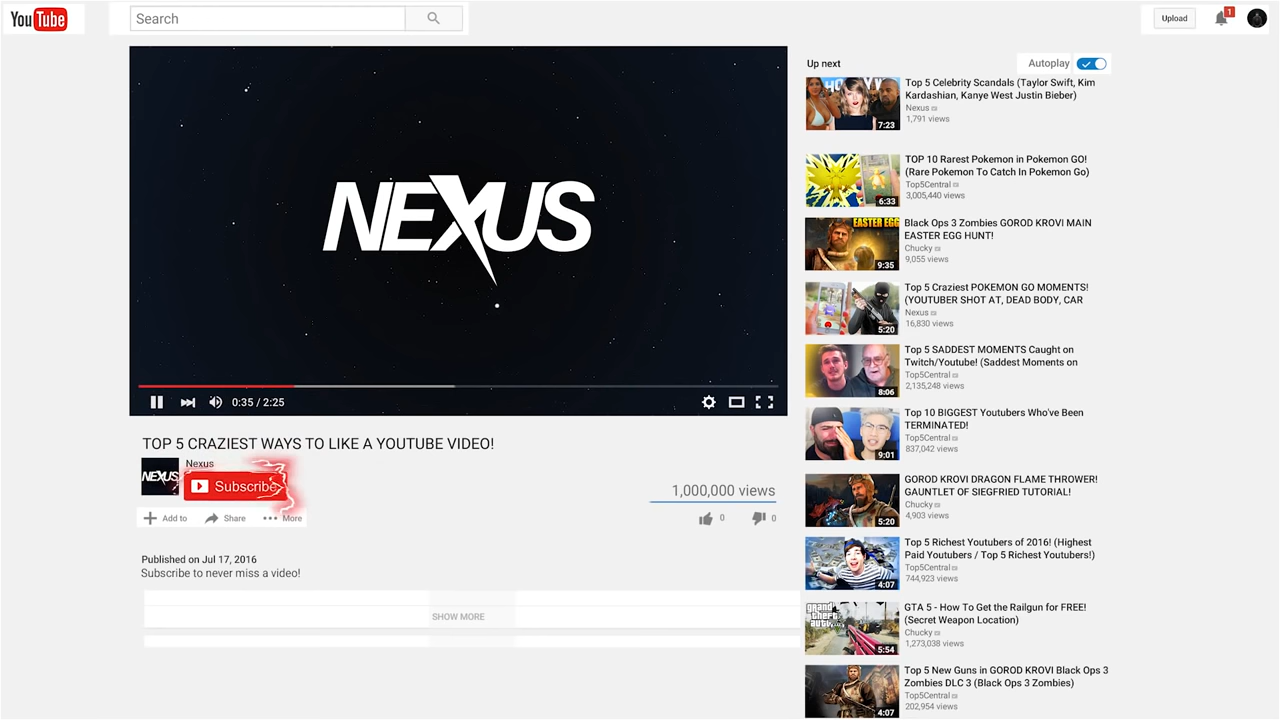 YouTube
Search
Upload
1
NEXUS
0:35 / 2:25
TOP 5 CRAZIEST WAYS TO LIKE A YOUTUBE VIDEO!
NEXUS
Nexus
Subscribe
1,000,000 views
Add to
Share
More
0
0
Published on Jul 17, 2016
Subscribe to never miss a video!
SHOW MORE
Up next
Autoplay
7:23
Top 5 Celebrity Scandals (Taylor Swift, Kim
Kardashian, Kanye West Justin Bieber)
Nexus
1,791 views
6:33
TOP 10 Rarest Pokemon in Pokemon GO!
(Rare Pokemon To Catch In Pokemon Go)
Top5Central
3,005,440 views
EASTER EGG
9:35
Black Ops 3 Zombies GOROD KROVI MAIN
EASTER EGG HUNT!
Chucky
9,055 views
5:20
Top 5 Craziest POKEMON GO MOMENTS!
(YOUTUBER SHOT AT, DEAD BODY, CAR
Nexus
16,830 views
8:06
Top 5 SADDEST MOMENTS Caught on
Twitch/Youtube! (Saddest Moments on
Top5Central
2,135,248 views
9:01
Top 10 BIGGEST Youtubers Who've Been
TERMINATED!
Top5Central
837,042 views
5:20
GOROD KROVI DRAGON FLAME THROWER!
GAUNTLET OF SIEGFRIED TUTORIAL!
Chucky
4,903 views
4:07
Top 5 Richest Youtubers of 2016! (Highest
Paid Youtubers / Top 5 Richest Youtubers!)
Top5Central
744,923 views
grand
theft
auto
5:54
GTA 5 - How To Get the Railgun for FREE!
(Secret Weapon Location)
Chucky
1,273,038 views
4:07
Top 5 New Guns in GOROD KROVI Black Ops 3
Zombies DLC 3 (Black Ops 3 Zombies)
Top5Central
202,954 views